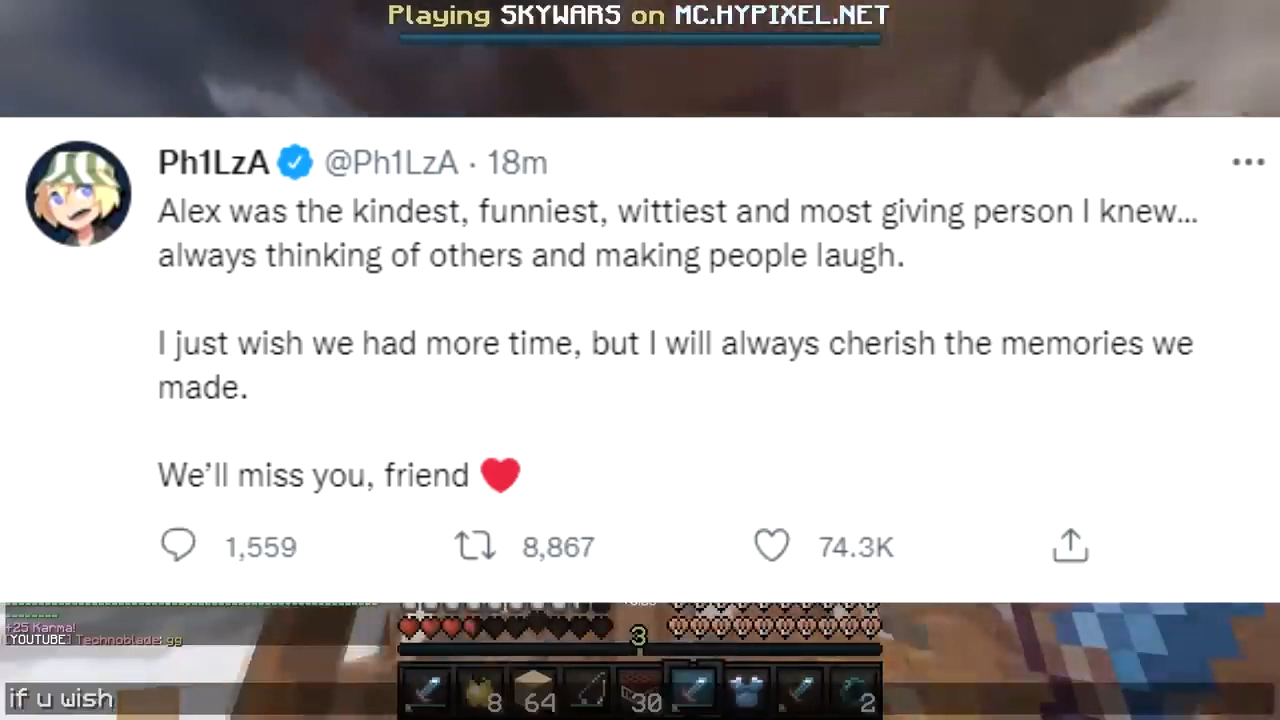 Playing SKYWARS on MC.HYPIXEL.NET
Ph1LzA @Ph1LzA · 18m
Alex was the kindest, funniest, wittiest and most giving person I knew...
always thinking of others and making people laugh.
I just wish we had more time, but I will always cherish the memories we
made.
We'll miss you, friend ❤️
1,559 8,867 74.3K
+25 Karma!
[YOUTUBE] Technoblade: gg
3
8 64 30 2
if u wish